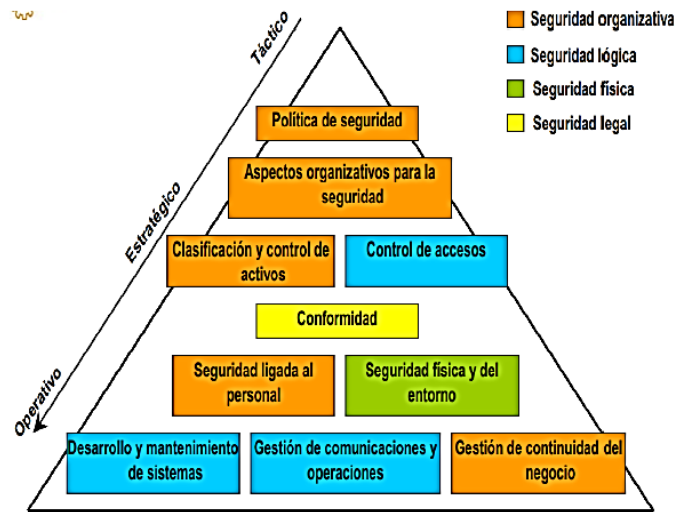 Táctico
Estratégico
Operativo
Seguridad organizativa
Seguridad lógica
Seguridad física
Seguridad legal
Política de seguridad
Aspectos organizativos para la
seguridad
Clasificación y control de
activos
Control de accesos
Conformidad
Seguridad ligada al
personal
Seguridad física y del
entorno
Desarrollo y mantenimiento
de sistemas
Gestión de comunicaciones y
operaciones
Gestión de continuidad del
negocio